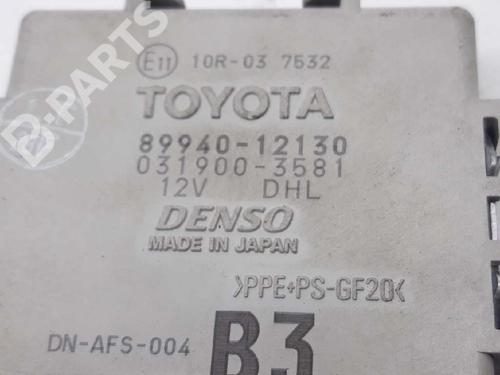 B-PARTS
E11 10R-03 7532
TOYOTA
89940-12130
031900-3581
12V DHL
DENSO
MADE IN JAPAN
>PPE+PS-GF20<
DN-AFS-004 B3